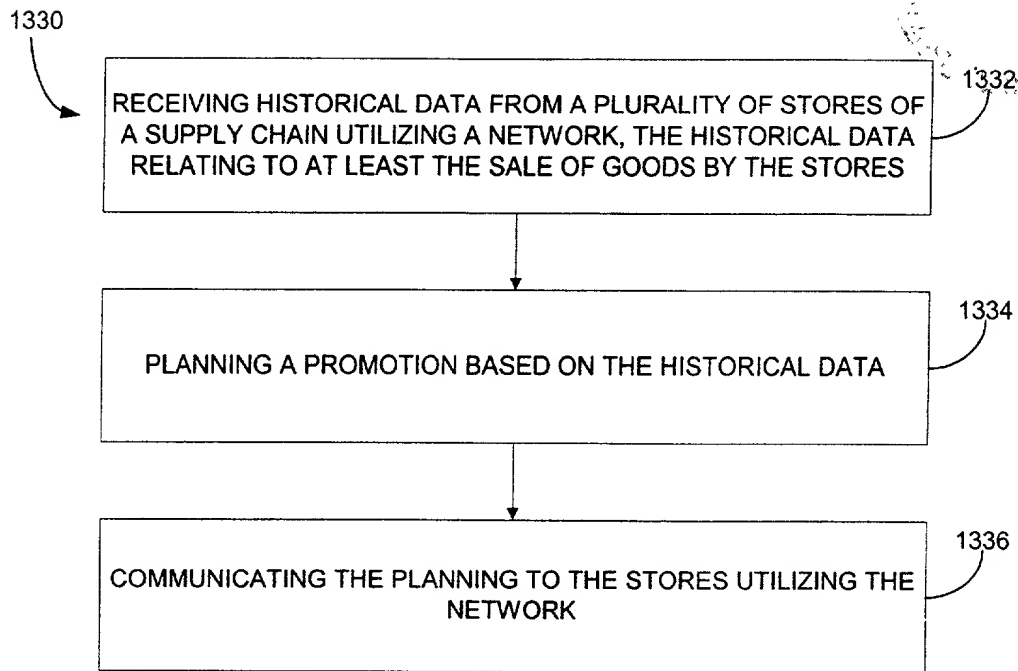 1330
1332
RECEIVING HISTORICAL DATA FROM A PLURALITY OF STORES OF
A SUPPLY CHAIN UTILIZING A NETWORK, THE HISTORICAL DATA
RELATING TO AT LEAST THE SALE OF GOODS BY THE STORES
1334
PLANNING A PROMOTION BASED ON THE HISTORICAL DATA
1336
COMMUNICATING THE PLANNING TO THE STORES UTILIZING THE
NETWORK